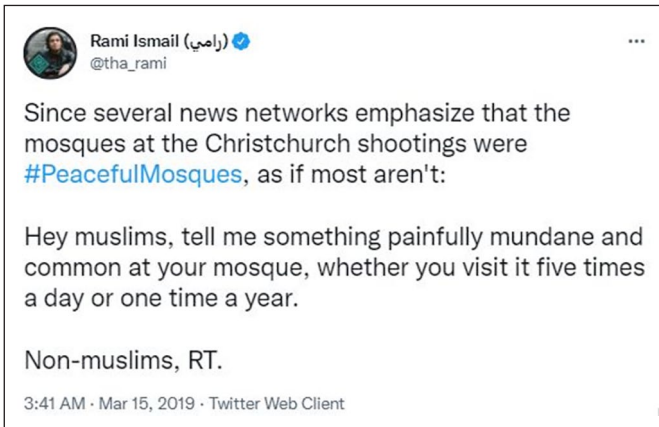 Rami Ismail (رامي)
@tha_rami
Since several news networks emphasize that the
mosques at the Christchurch shootings were
#PeacefulMosques, as if most aren't:
Hey muslims, tell me something painfully mundane and
common at your mosque, whether you visit it five times
a day or one time a year.
Non-muslims, RT.
3:41 AM · Mar 15, 2019 · Twitter Web Client